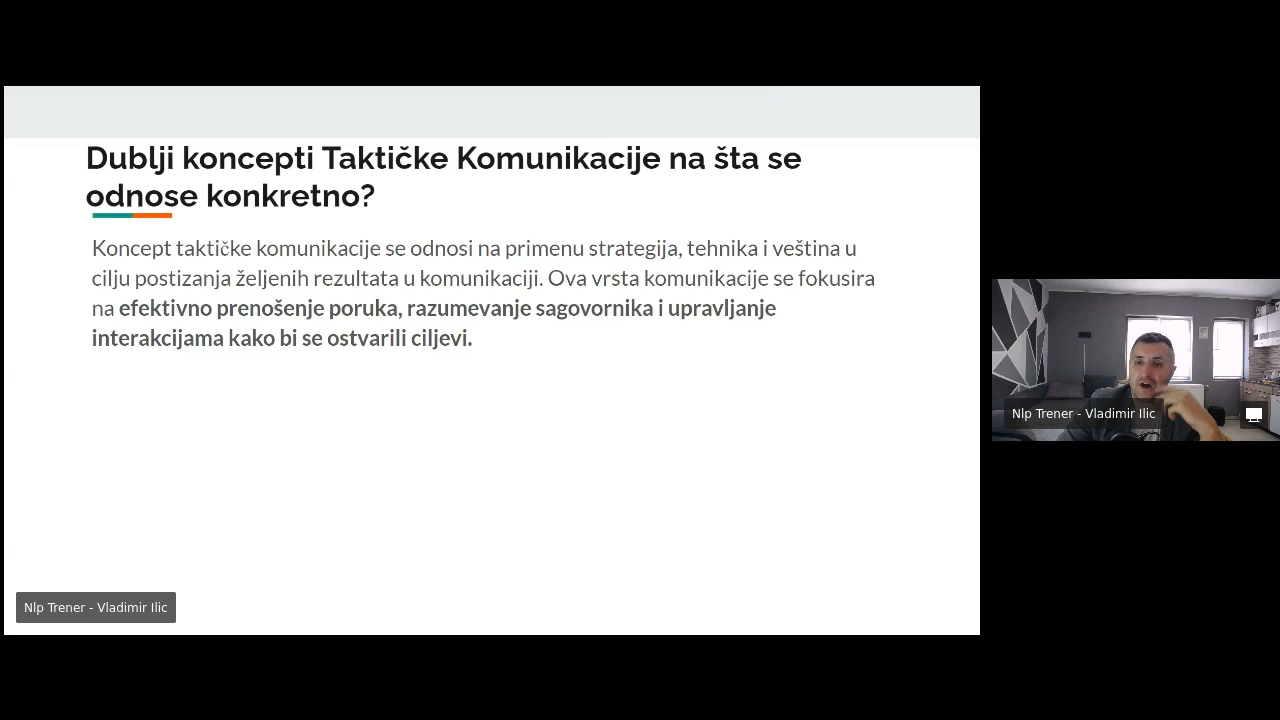 Dublji koncepti Taktičke Komunikacije na šta se
odnose konkretno?
Koncept taktičke komunikacije se odnosi na primenu strategija, tehnika i veština u
cilju postizanja željenih rezultata u komunikaciji. Ova vrsta komunikacije se fokusira
na efektivno prenošenje poruka, razumevanje sagovornika i upravljanje
interakcijama kako bi se ostvarili ciljevi.
Nlp Trener - Vladimir Ilic
Nlp Trener - Vladimir Ilic